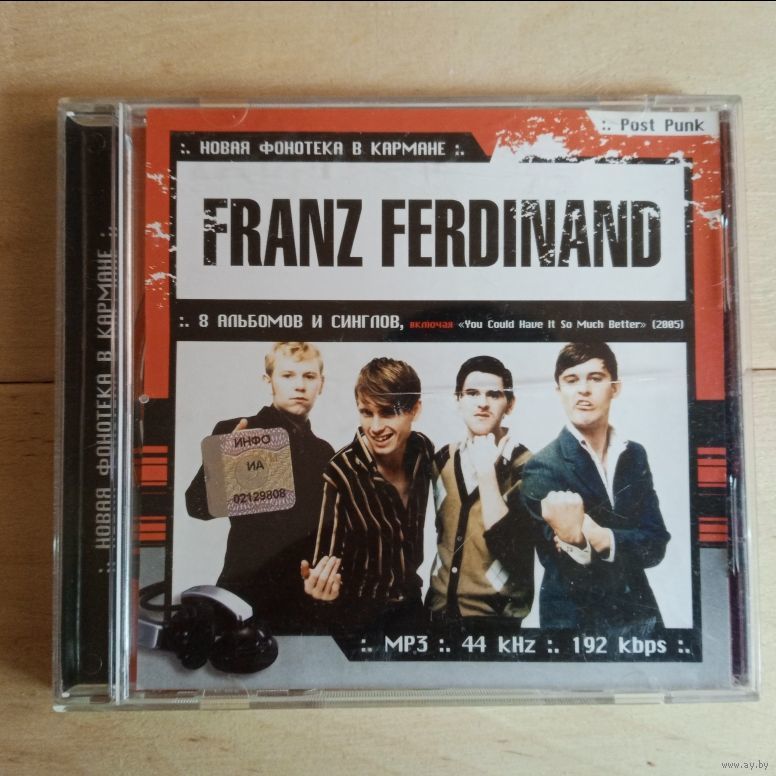 :. Post Punk
:. НОВАЯ ФОНОТЕКА В КАРМАНЕ :.
FRANZ FERDINAND
:. 8 АЛЬБОМОВ И СИНГЛОВ, включая «You Could Have It So Much Better» (2005)
ИНФО
ИА
02129808
:. MP3 :. 44 kHz :. 192 kbps :.
:. НОВАЯ ФОНОТЕКА В КАРМАНЕ :.
www.ay.by